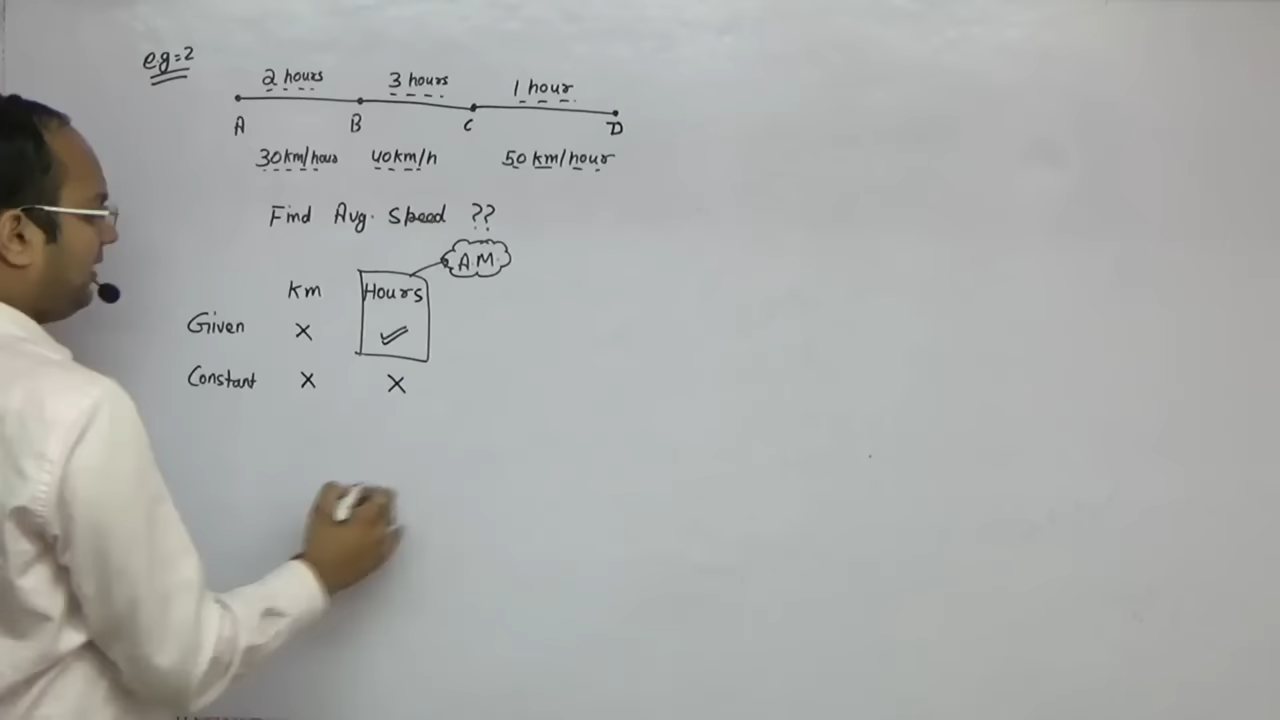 e.g=2
2 hours 3 hours 1 hour
A B C D
30km/hour 40km/h 50 km/hour
Find Avg. Speed ??
A.M.
Km Hours
Given × ✓
Constant × ×